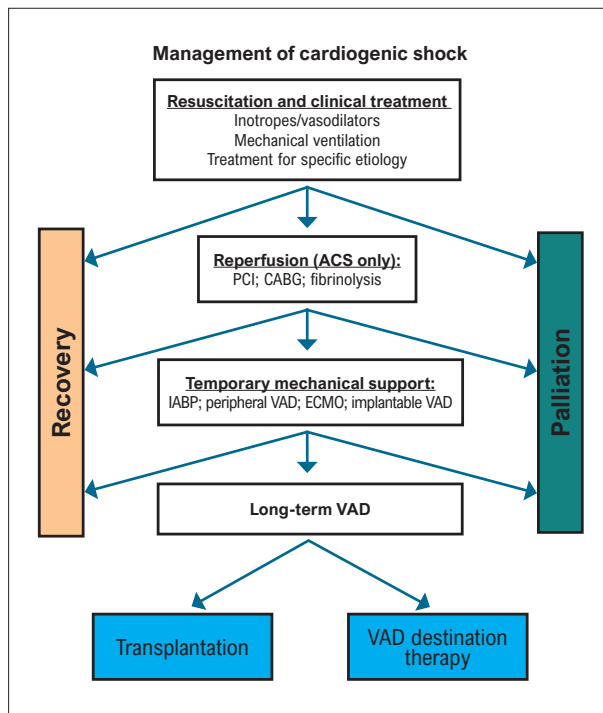 Management of cardiogenic shock
Resuscitation and clinical treatment
Inotropes/vasodilators
Mechanical ventilation
Treatment for specific etiology
Reperfusion (ACS only):
PCI; CABG; fibrinolysis
Recovery
Palliation
Temporary mechanical support:
IABP; peripheral VAD; ECMO; implantable VAD
Long-term VAD
Transplantation
VAD destination
therapy